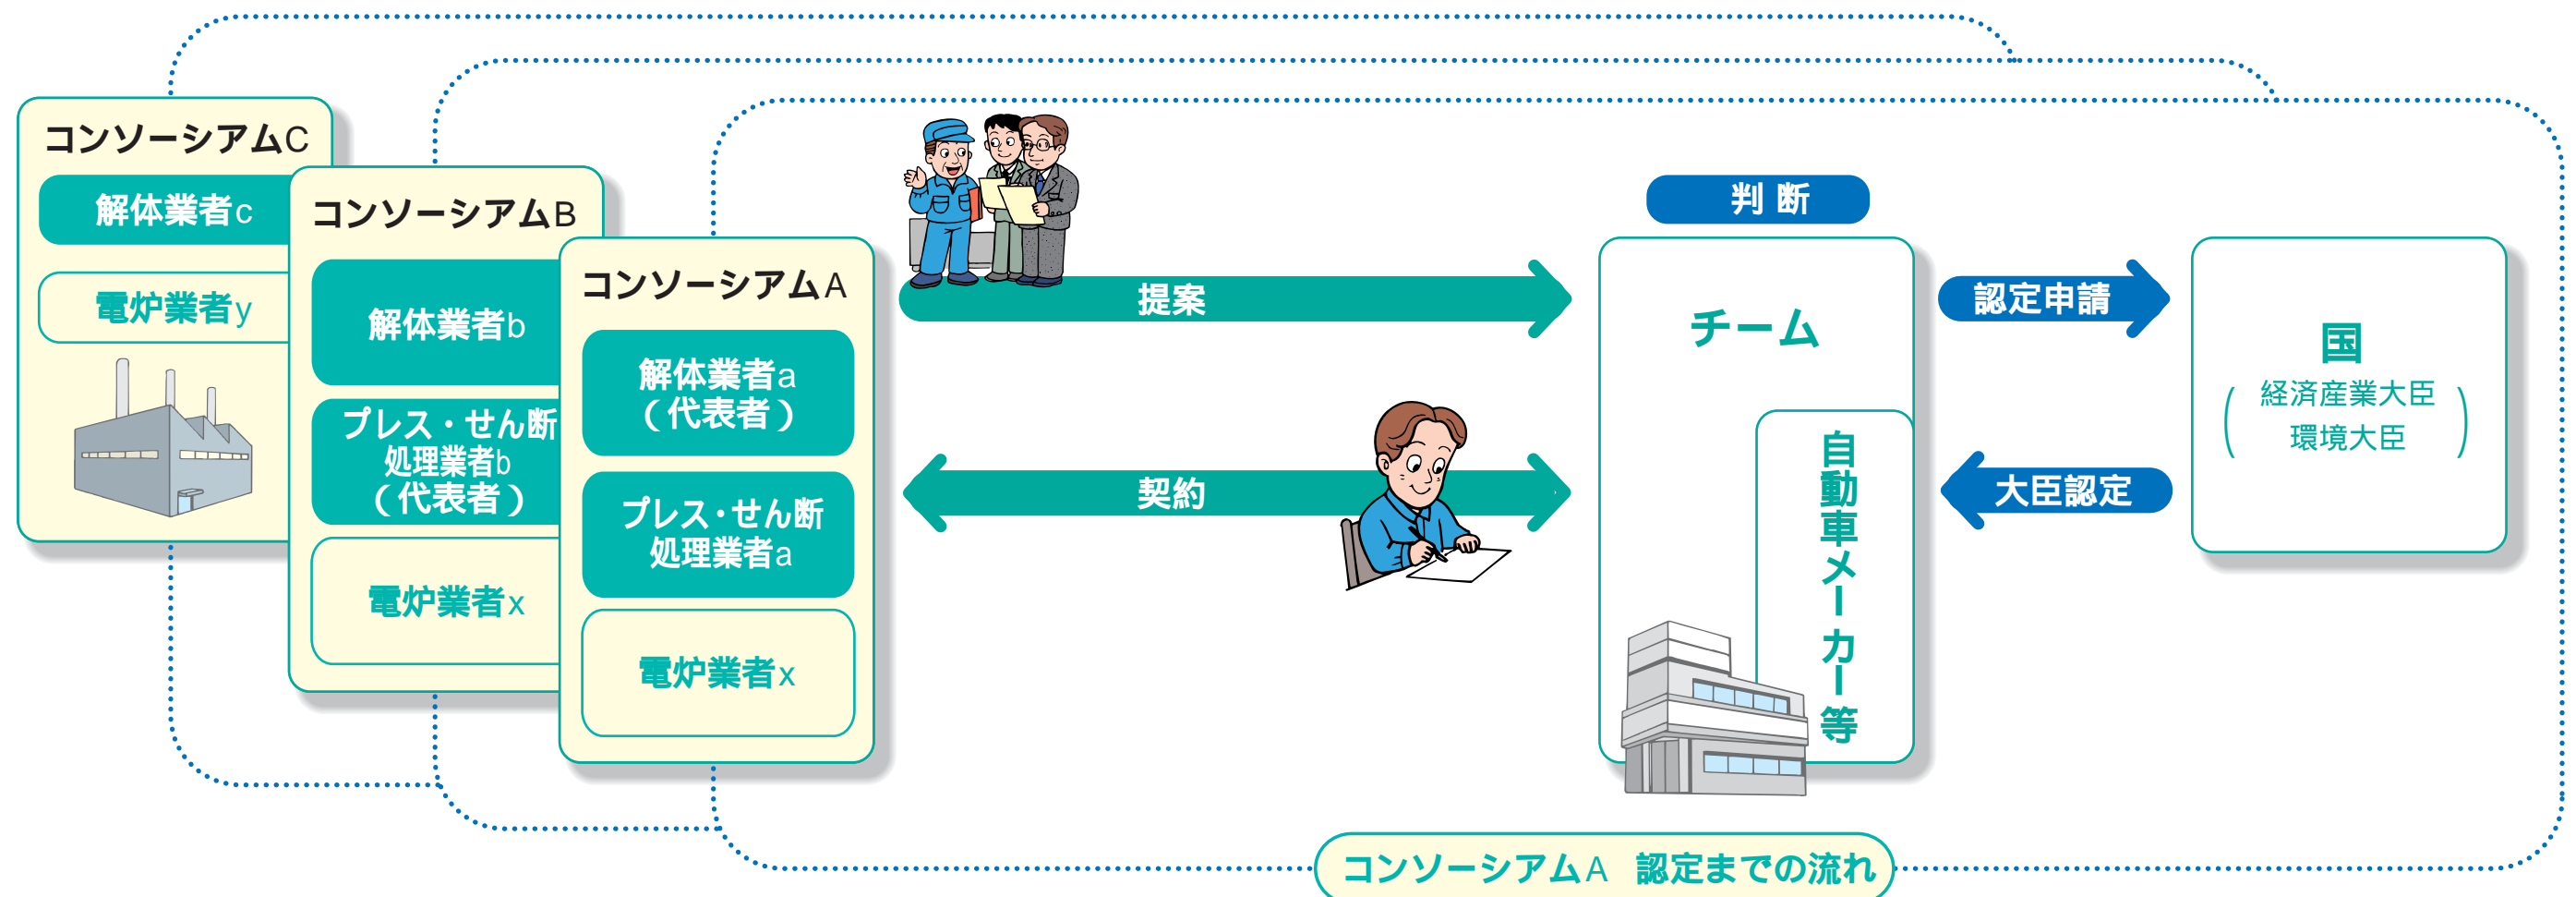 コンソーシアムC
解体業者c
電炉業者y
コンソーシアムB
解体業者b
プレス・せん断
処理業者b
（代表者）
電炉業者x
コンソーシアムA
解体業者a
（代表者）
プレス・せん断
処理業者a
電炉業者x
提案
契約
判断
チーム
自動車メーカー等
認定申請
大臣認定
国
（経済産業大臣
環境大臣）
コンソーシアムA 認定までの流れ